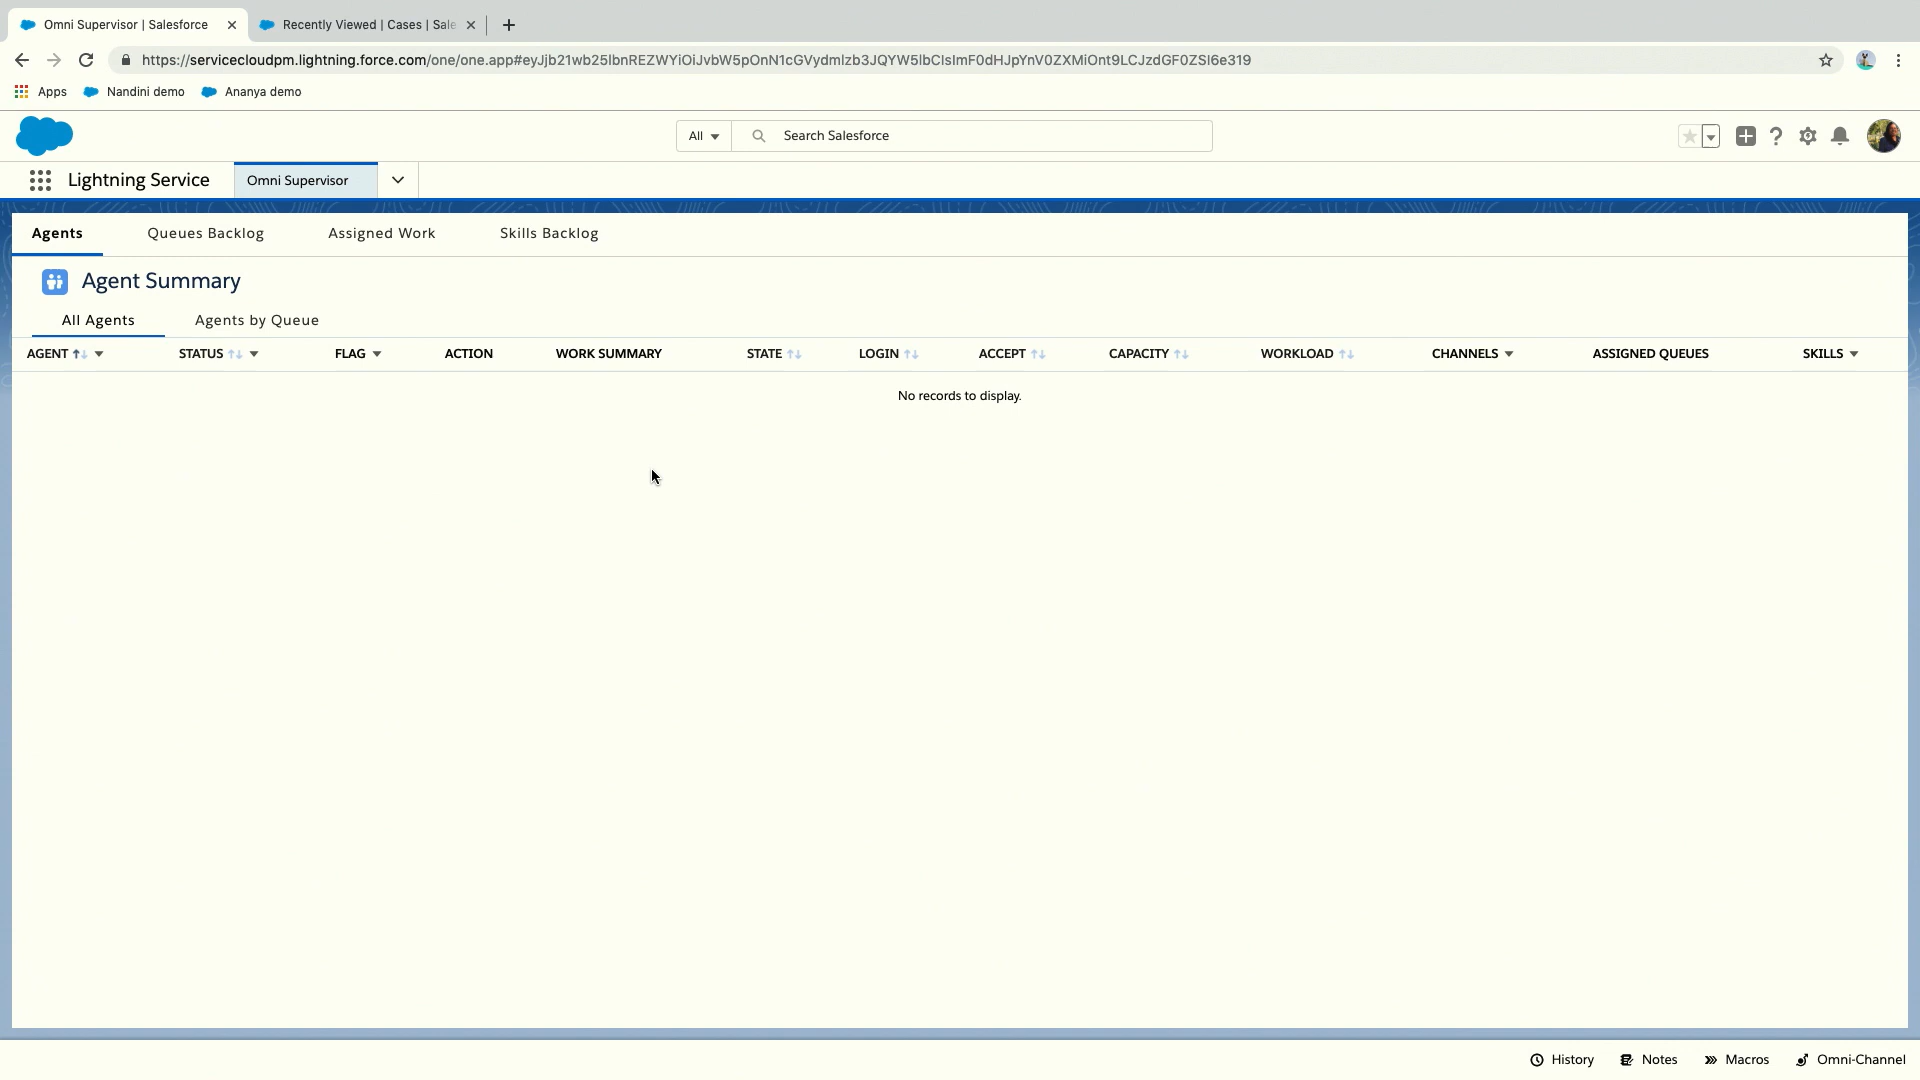 Omni Supervisor | Salesforce
Recently Viewed | Cases | Sale
https://servicecloudpm.lightning.force.com/one/one.app#eyJjb21wb25lbnREZWYiOiJvbW5pOnN1cGVydmlzb3JQYW5lbCIsImF0dHJpYnV0ZXMiOnt9LCJzdGF0ZSI6e319
Apps
Nandini demo
Ananya demo
All
Search Salesforce
Lightning Service
Omni Supervisor
Agents
Queues Backlog
Assigned Work
Skills Backlog
Agent Summary
All Agents
Agents by Queue
AGENT STATUS FLAG ACTION WORK SUMMARY STATE LOGIN ACCEPT CAPACITY WORKLOAD CHANNELS ASSIGNED QUEUES SKILLS
No records to display.
History
Notes
Macros
Omni-Channel